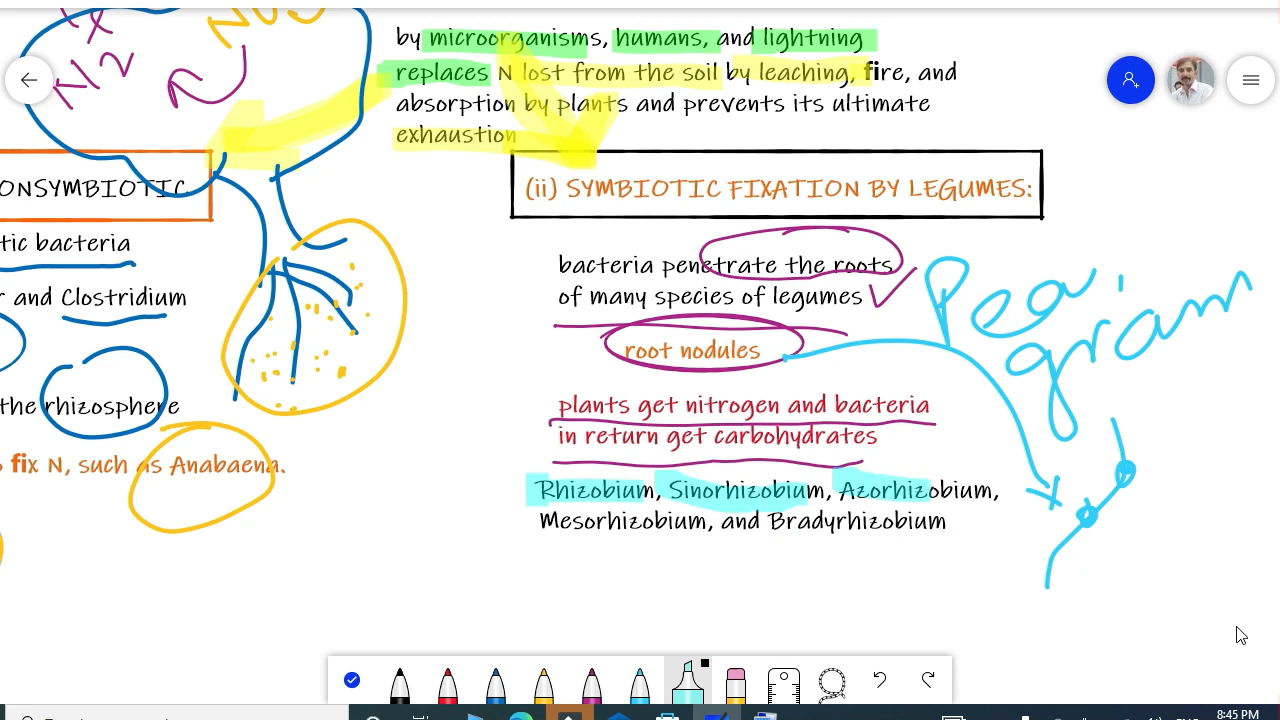 N/2
by microorganisms, humans, and lightning
replaces N lost from the soil by leaching, fire, and
absorption by plants and prevents its ultimate
exhaustion
ONSYMBIOTIC
tic bacteria
r and Clostridium
the rhizosphere
fix N, such as Anabaena.
(ii) SYMBIOTIC FIXATION BY LEGUMES:
bacteria penetrate the roots
of many species of legumes
root nodules
plants get nitrogen and bacteria
in return get carbohydrates
Rhizobium, Sinorhizobium, Azorhizobium,
Mesorhizobium, and Bradyrhizobium
Pea,
gram
ENG
8:45 PM